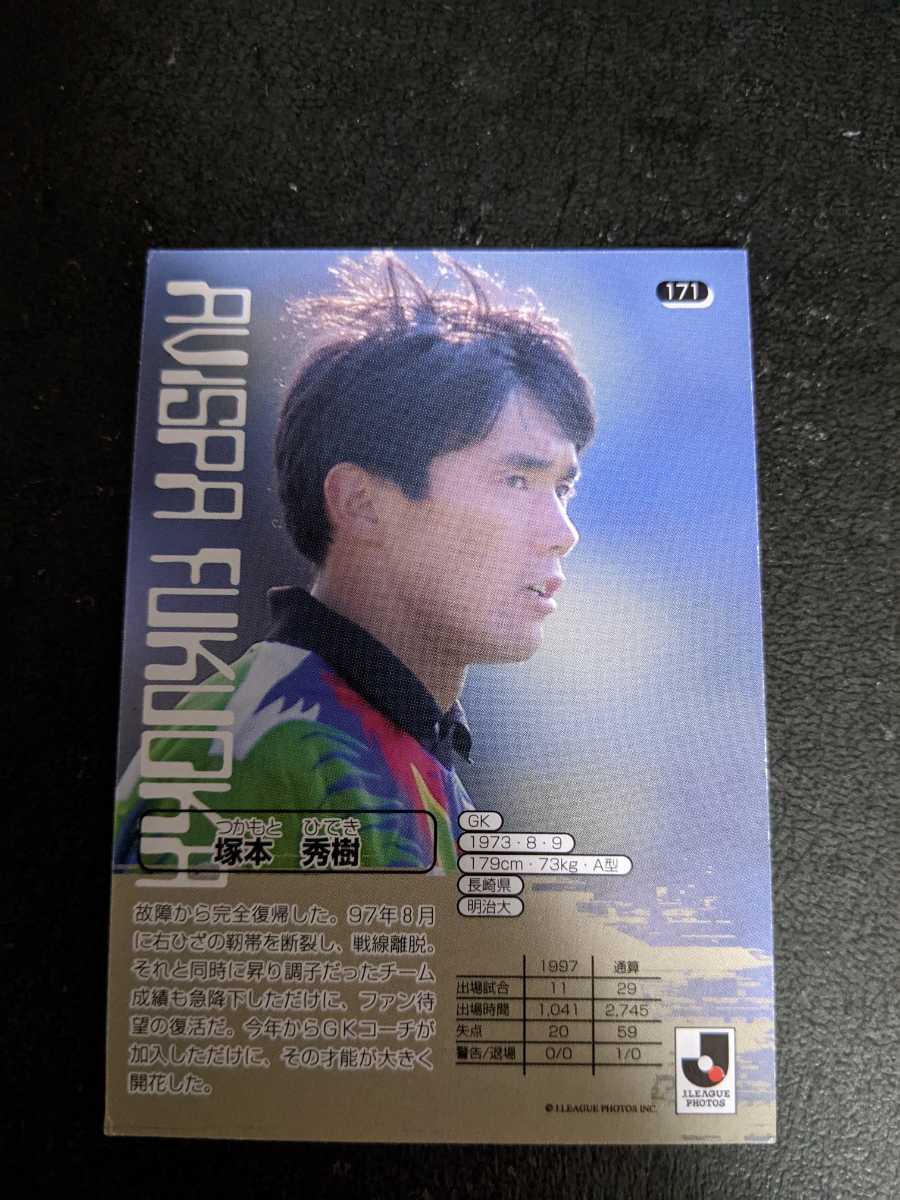 171
AVISPA FUKUOKA
つかもと ひでき
塚本 秀樹
GK
1973・8・9
179cm・73kg・A型
長崎県
明治大
故障から完全復帰した。97年8月
に右ひざの靭帯を断裂し、戦線離脱。
それと同時に昇り調子だったチーム
成績も急降下しただけに、ファン待
望の復活だ。今年からGKコーチが
加入しただけに、その才能が大きく
開花した。
1997 通算
出場試合 11 29
出場時間 1,041 2,745
失点 20 59
警告/退場 0/0 1/0
J.LEAGUE
PHOTOS
© J.LEAGUE PHOTOS INC.